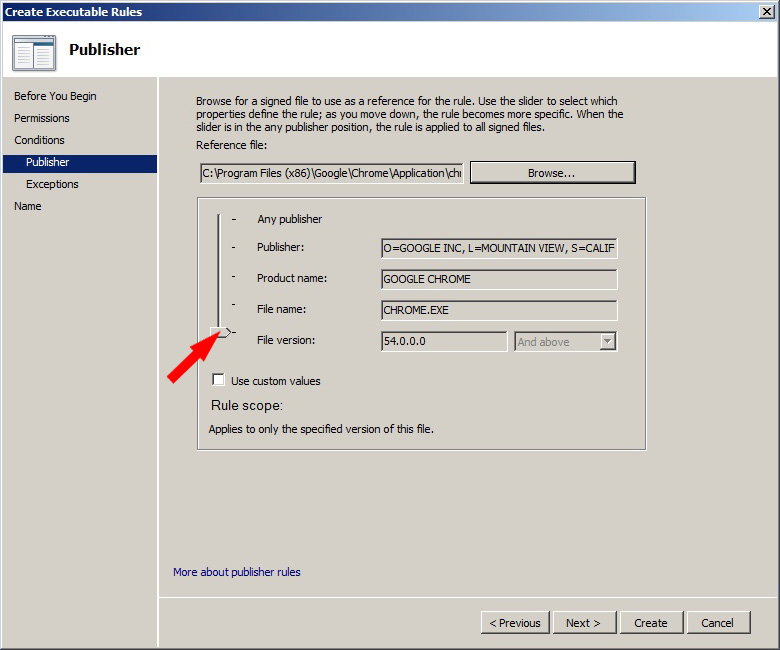 Create Executable Rules
Publisher
Before You Begin
Permissions
Conditions
Publisher
Exceptions
Name
Browse for a signed file to use as a reference for the rule. Use the slider to select which
properties define the rule; as you move down, the rule becomes more specific. When the
slider is in the any publisher position, the rule is applied to all signed files.
Reference file:
C:\Program Files (x86)\Google\Chrome\Application\chr
Browse...
Any publisher
Publisher:
O=GOOGLE INC, L=MOUNTAIN VIEW, S=CALIF
Product name:
GOOGLE CHROME
File name:
CHROME.EXE
File version:
54.0.0.0
And above
Use custom values
Rule scope:
Applies to only the specified version of this file.
More about publisher rules
< Previous
Next >
Create
Cancel